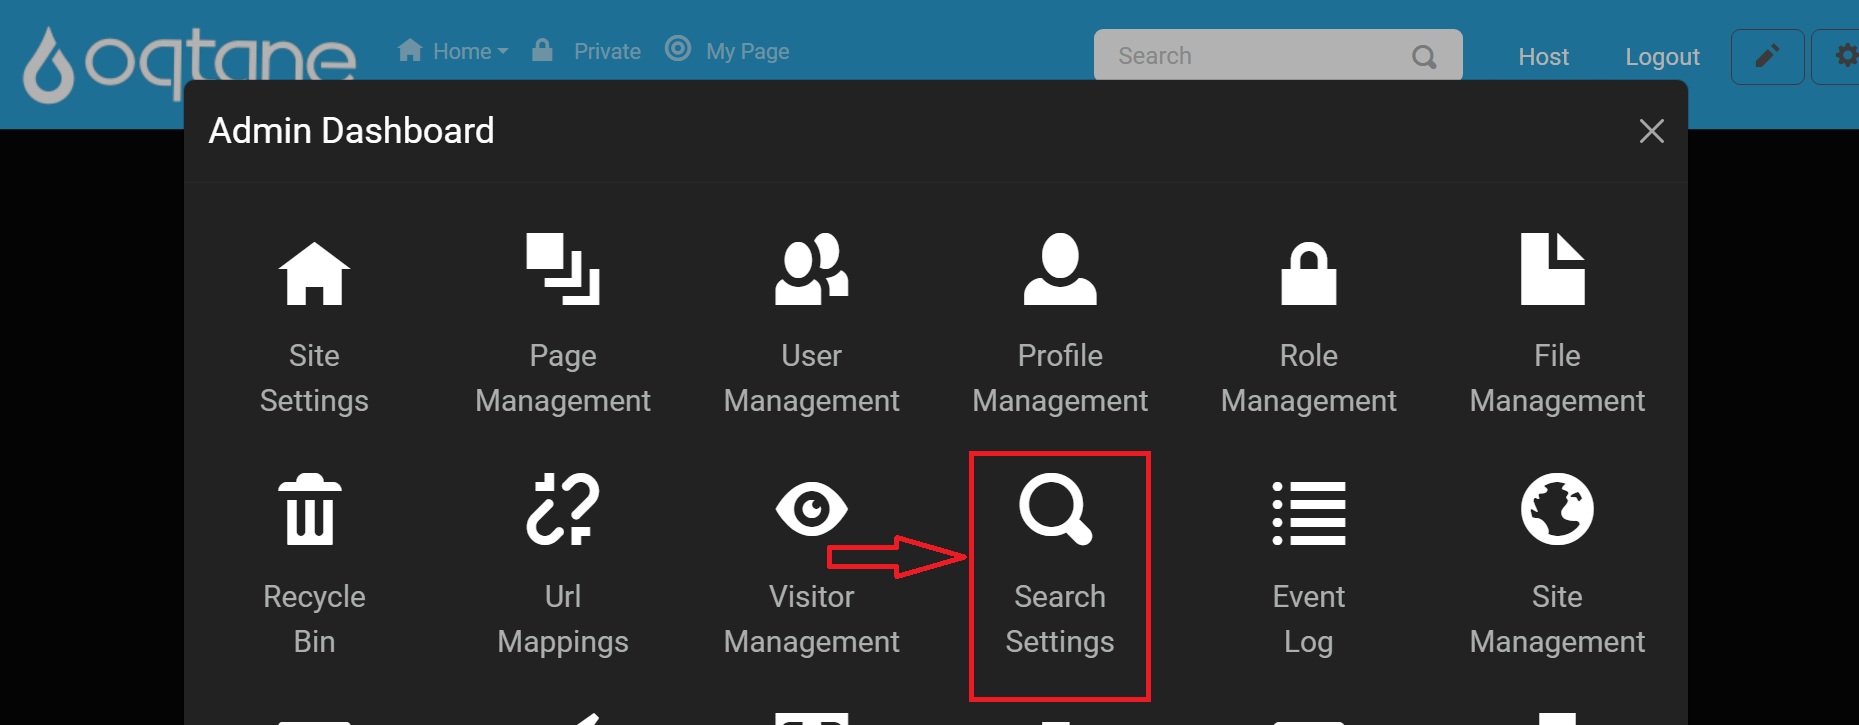 oqtane Home Private My Page Search Host Logout
Admin Dashboard
Site Settings
Page Management
User Management
Profile Management
Role Management
File Management
Recycle Bin
Url Mappings
Visitor Management
Search Settings
Event Log
Site Management